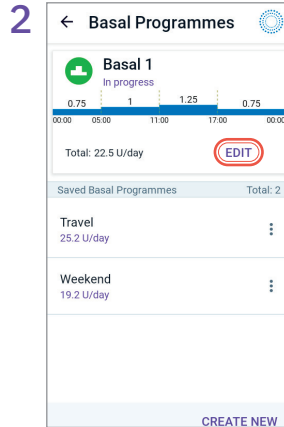 2
Basal Programmes
Basal 1
In progress
0.75 1 1.25 0.75
00:00 05:00 11:00 17:00 00:00
Total: 22.5 U/day EDIT
Saved Basal Programmes Total: 2
Travel
25.2 U/day
Weekend
19.2 U/day
CREATE NEW